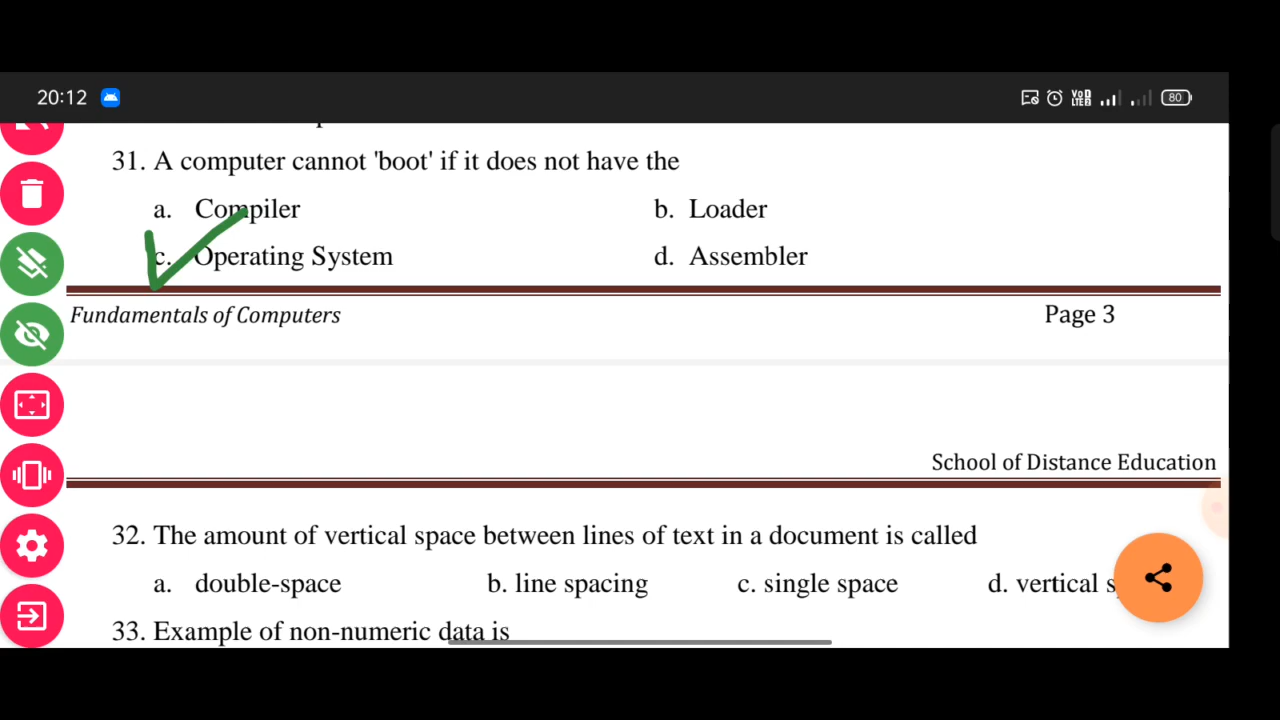 20:12
VoD LTED 80
31. A computer cannot 'boot' if it does not have the
a. Compiler b. Loader
c. Operating System d. Assembler
Fundamentals of Computers Page 3
School of Distance Education
32. The amount of vertical space between lines of text in a document is called
a. double-space b. line spacing c. single space d. vertical
33. Example of non-numeric data is